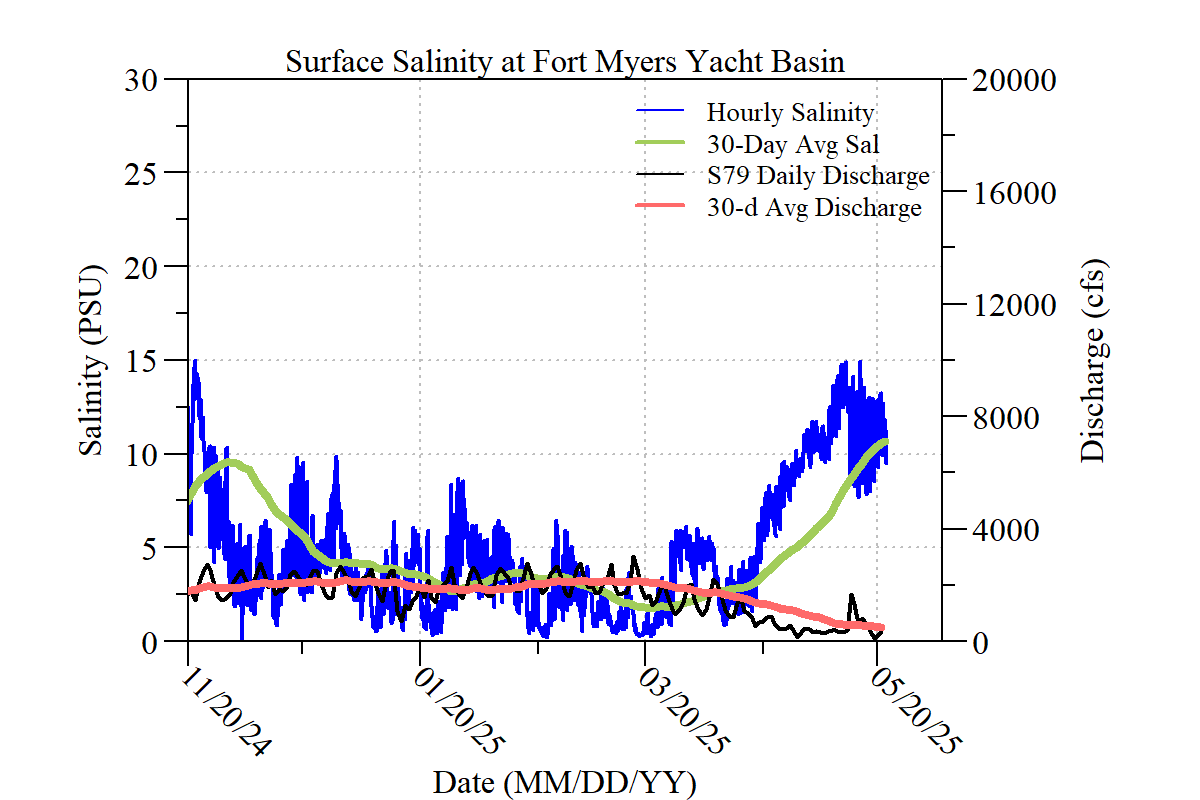 Surface Salinity at Fort Myers Yacht Basin
30
25
20
15
10
5
0
Salinity (PSU)
Hourly Salinity
30-Day Avg Sal
S79 Daily Discharge
30-d Avg Discharge
20000
16000
12000
8000
4000
0
Discharge (cfs)
11/20/24
01/20/25
03/20/25
05/20/25
Date (MM/DD/YY)